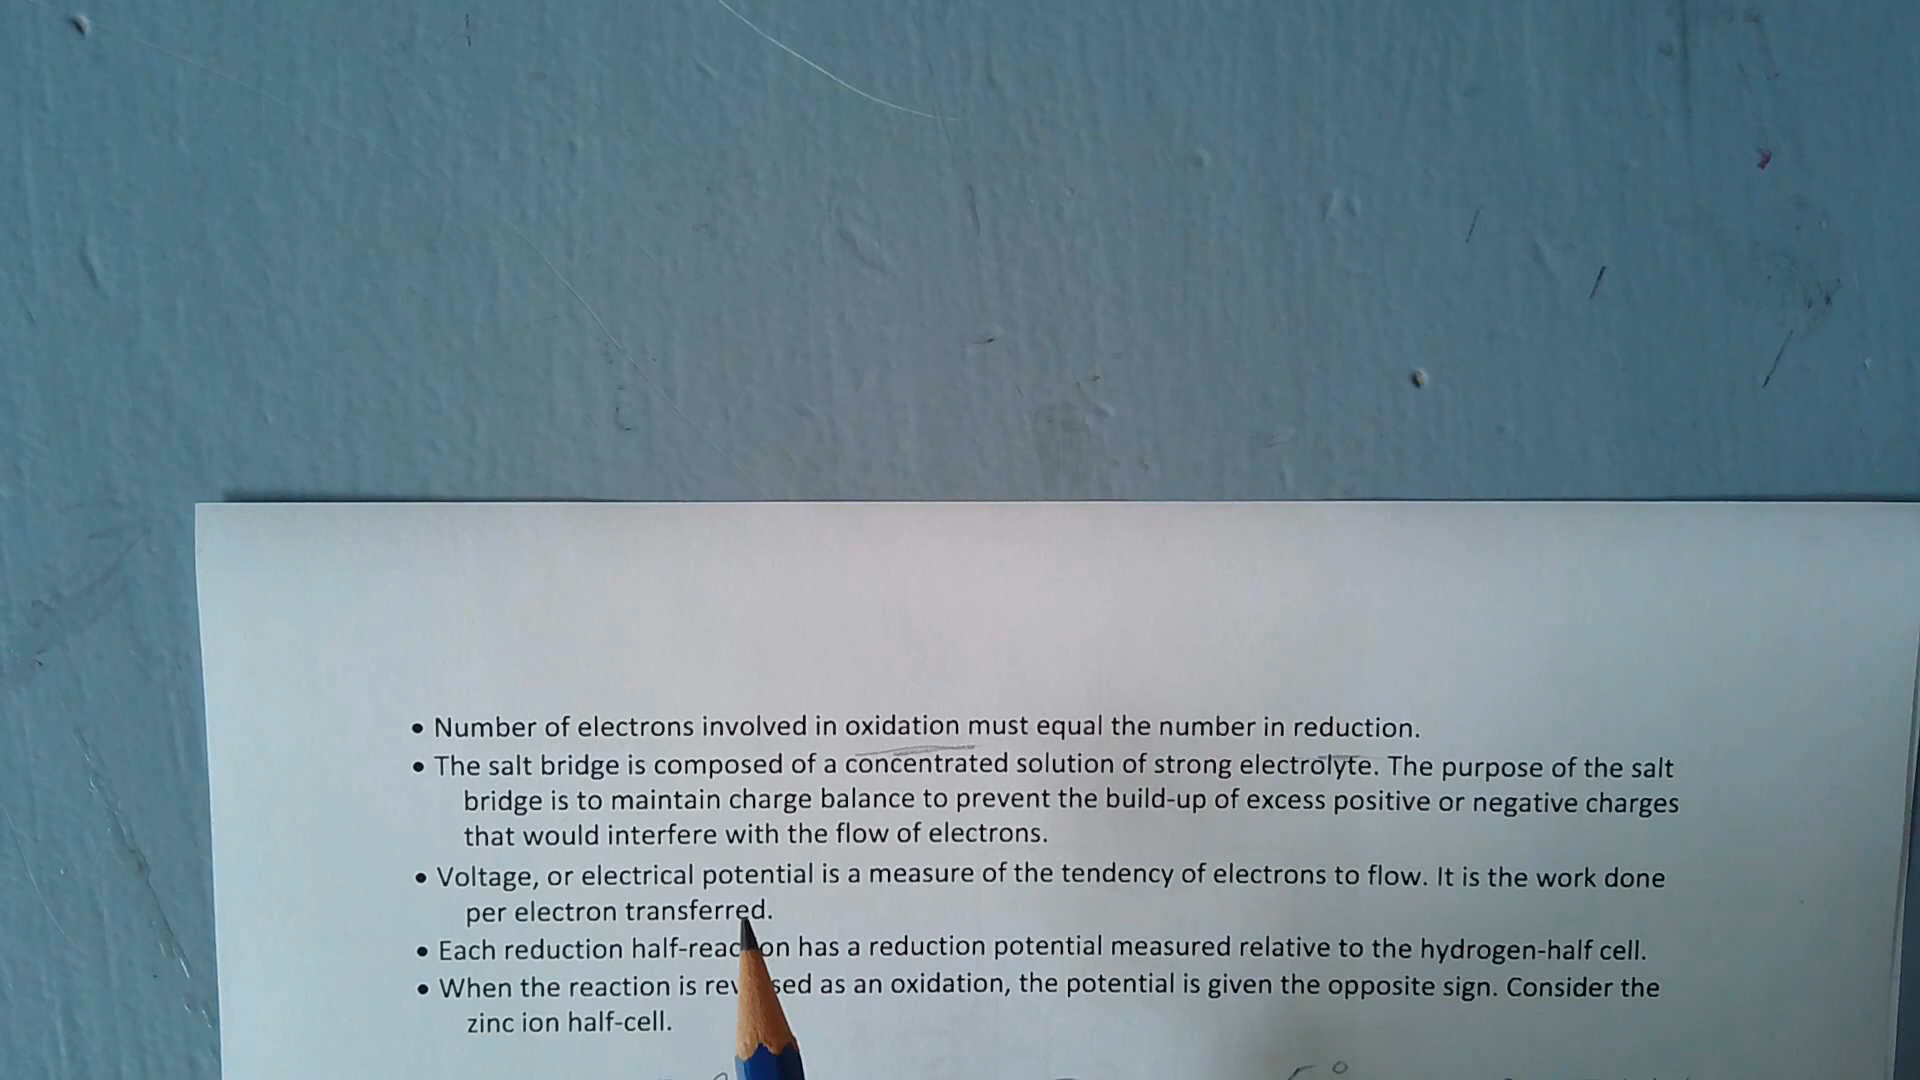 • Number of electrons involved in oxidation must equal the number in reduction.
• The salt bridge is composed of a concentrated solution of strong electrolyte. The purpose of the salt
bridge is to maintain charge balance to prevent the build-up of excess positive or negative charges
that would interfere with the flow of electrons.
• Voltage, or electrical potential is a measure of the tendency of electrons to flow. It is the work done
per electron transferred.
• Each reduction half-reaction has a reduction potential measured relative to the hydrogen-half cell.
• When the reaction is reversed as an oxidation, the potential is given the opposite sign. Consider the
zinc ion half-cell.